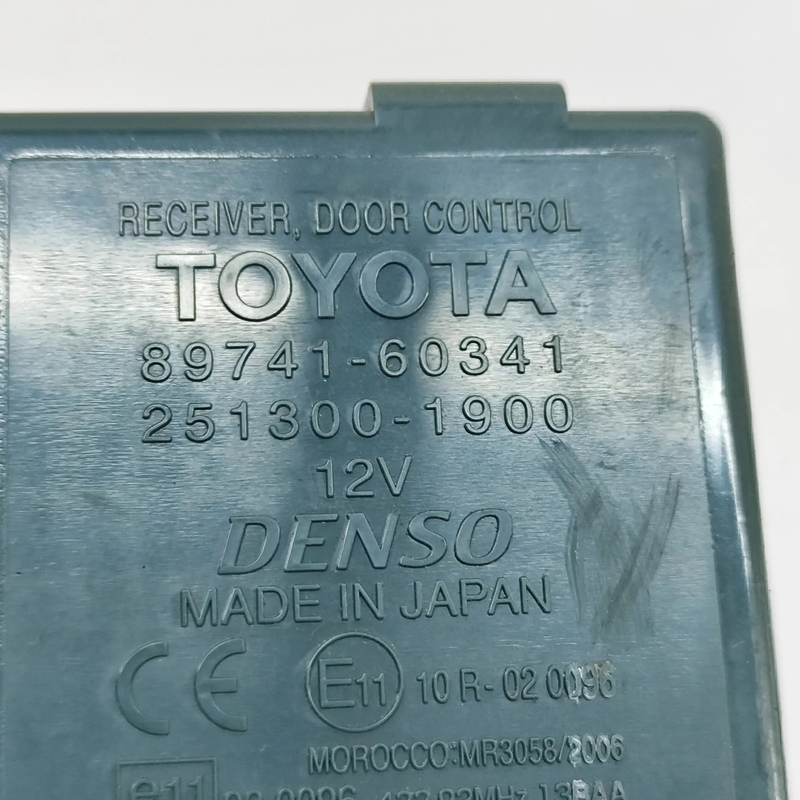 RECEIVER, DOOR CONTROL
TOYOTA
89741-60341
251300-1900
12V
DENSO
MADE IN JAPAN
CE E11 10 R-02 0096
MOROCCO:MR3058/2006
e11